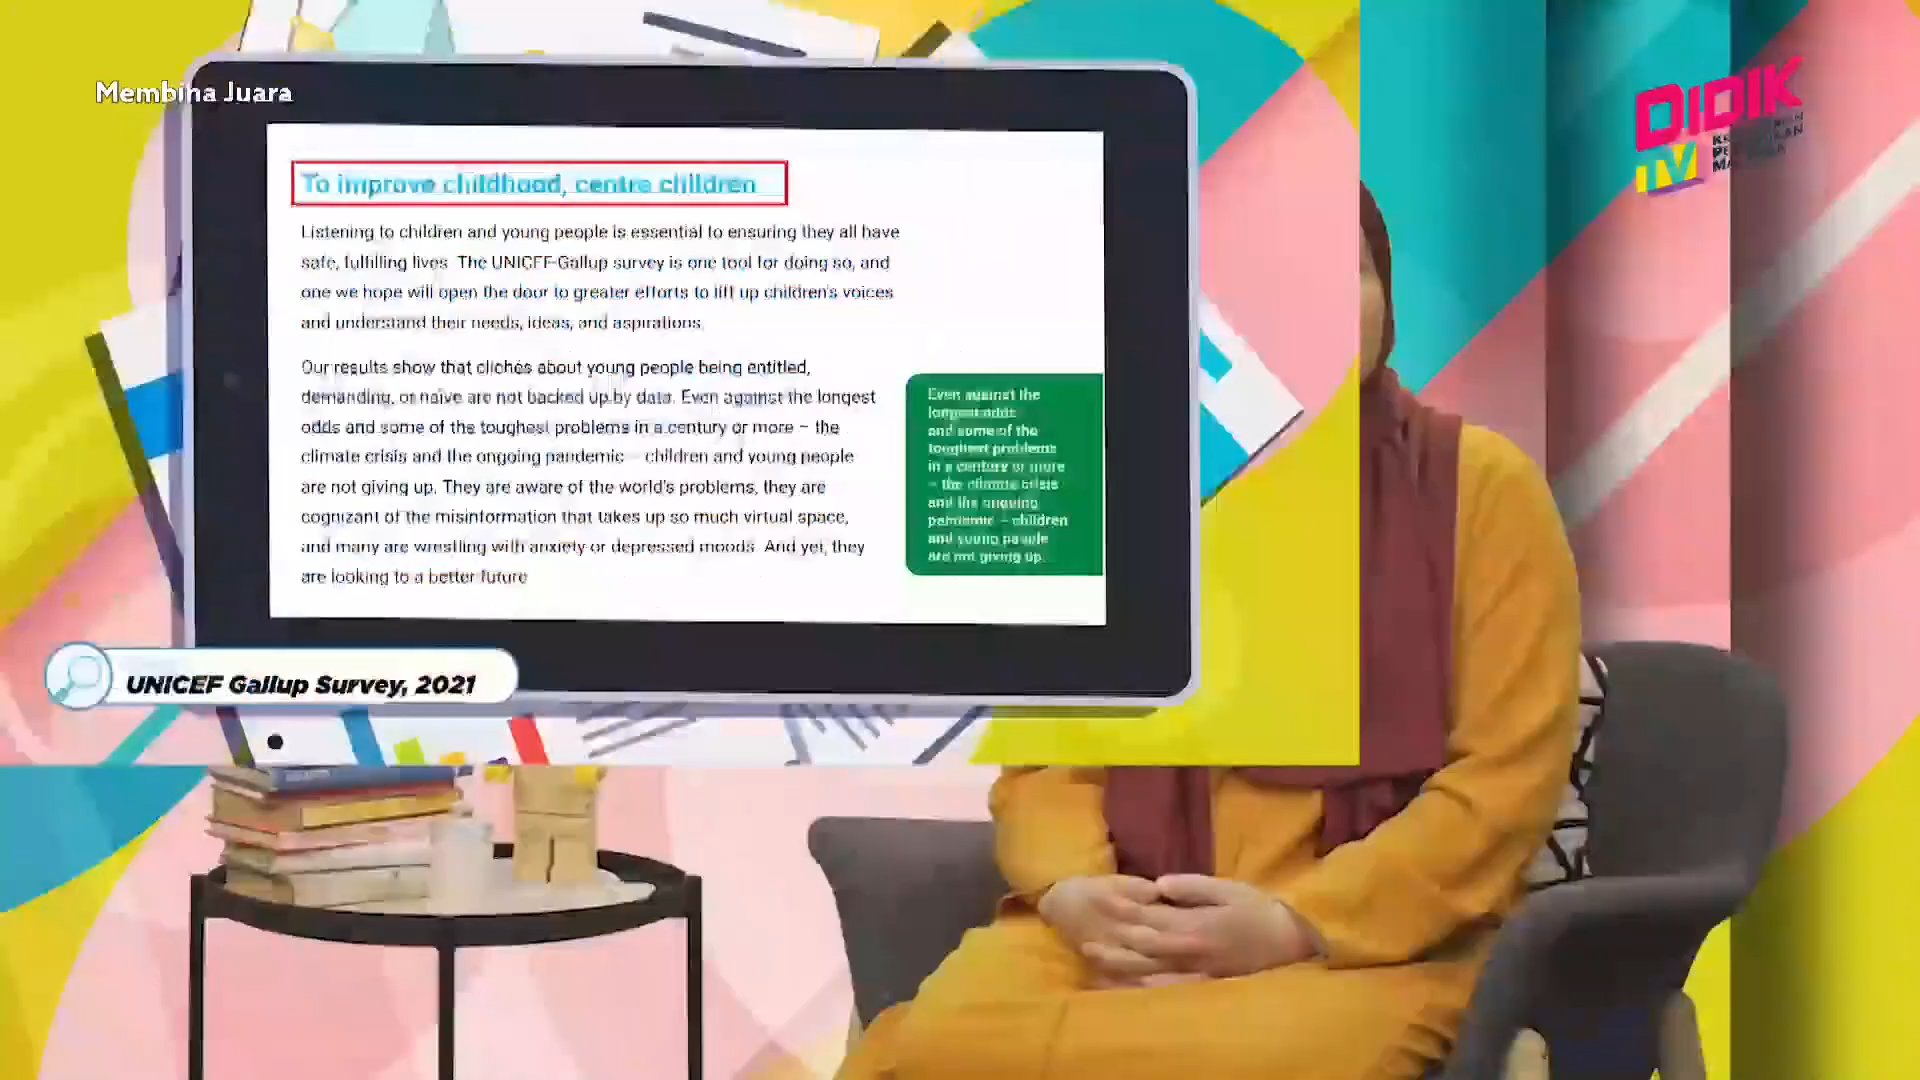 Membina Juara
DIDIK
TV
To improve childhood, centre children
Listening to children and young people is essential to ensuring they all have
safe, fulfilling lives. The UNICEF-Gallup survey is one tool for doing so, and
one we hope will open the door to greater efforts to lift up children's voices
and understand their needs, ideas, and aspirations.
Our results show that clichés about young people being entitled,
demanding, or naïve are not backed up by data. Even against the longest
odds and some of the toughest problems in a century or more – the
climate crisis and the ongoing pandemic – children and young people
are not giving up. They are aware of the world's problems, they are
cognizant of the misinformation that takes up so much virtual space,
and many are wrestling with anxiety or depressed moods. And yet, they
are looking to a better future
Even against the
longest odds
and some of the
toughest problems
in a century or more
– the climate crisis
and the ongoing
pandemic – children
and young people
are not giving up.
UNICEF Gallup Survey, 2021